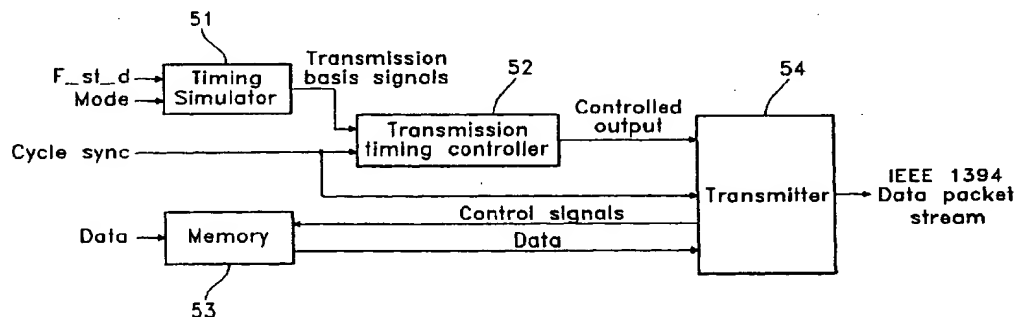 51
F_st_d
Mode
Timing
Simulator
Transmission
basis signals
52
Transmission
timing controller
Controlled
output
54
Cycle sync
Transmitter
IEEE 1394
Data packet
stream
Control signals
Data
Memory
Data
53